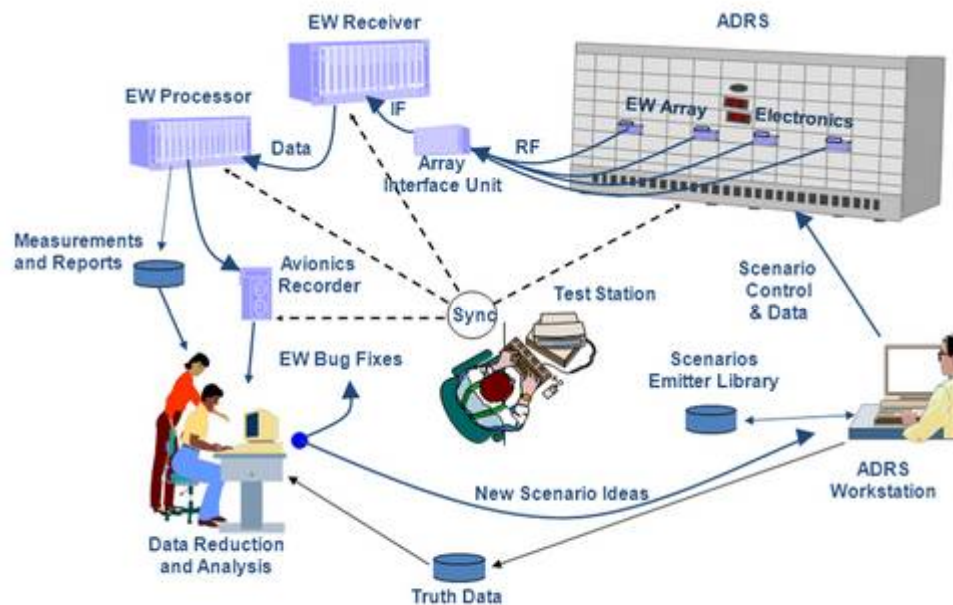 EW Receiver
ADRS
EW Processor
IF
EW Array
Electronics
Data
RF
Array
Interface Unit
Measurements
and Reports
Avionics
Recorder
Scenario
Control
& Data
Test Station
Sync
EW Bug Fixes
Scenarios
Emitter Library
New Scenario Ideas
ADRS
Workstation
Data Reduction
and Analysis
Truth Data